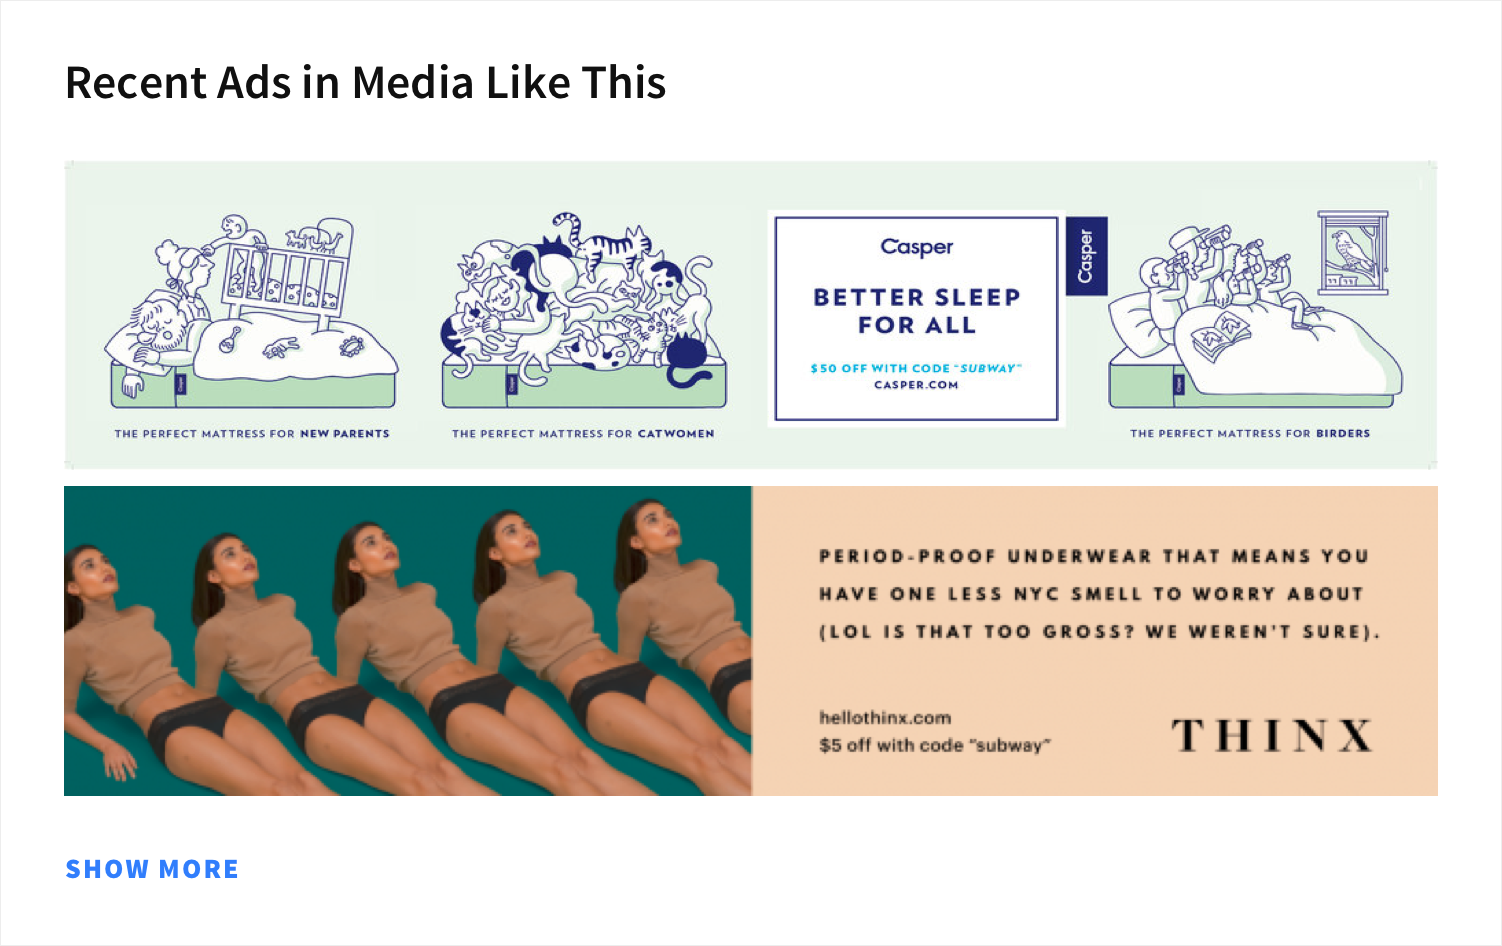 Recent Ads in Media Like This
THE PERFECT MATTRESS FOR NEW PARENTS
THE PERFECT MATTRESS FOR CATWOMEN
Casper
BETTER SLEEP
FOR ALL
$50 OFF WITH CODE "SUBWAY"
CASPER.COM
Casper
THE PERFECT MATTRESS FOR BIRDERS
Casper
Casper
Casper
PERIOD-PROOF UNDERWEAR THAT MEANS YOU
HAVE ONE LESS NYC SMELL TO WORRY ABOUT
(LOL IS THAT TOO GROSS? WE WEREN'T SURE).
hellothinx.com
$5 off with code "subway"
THINX
SHOW MORE